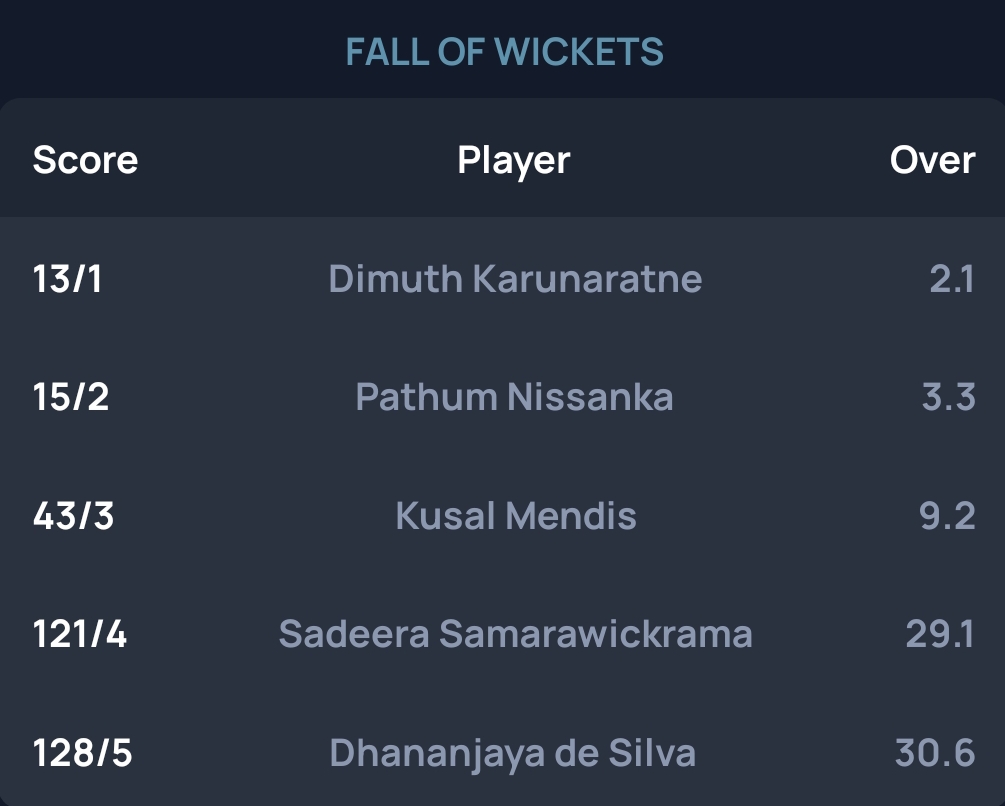 FALL OF WICKETS
Score Player Over
13/1 Dimuth Karunaratne 2.1
15/2 Pathum Nissanka 3.3
43/3 Kusal Mendis 9.2
121/4 Sadeera Samarawickrama 29.1
128/5 Dhananjaya de Silva 30.6